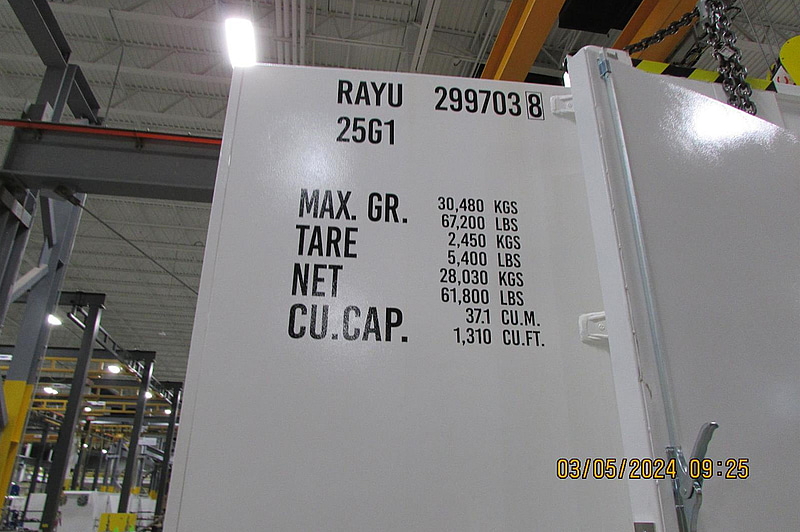 RAYU 299703 8
25G1
MAX. GR. 30,480 KGS
67,200 LBS
TARE 2,450 KGS
5,400 LBS
NET 28,030 KGS
61,800 LBS
CU.CAP. 37.1 CU.M.
1,310 CU.FT.
03/05/2024 09:25